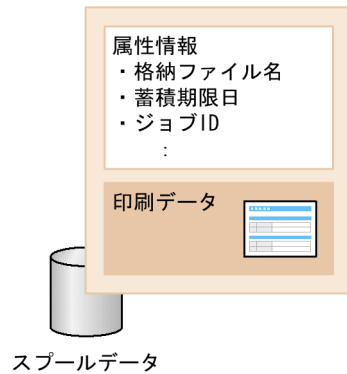 属性情報
・格納ファイル名
・蓄積期限日
・ジョブID
:
印刷データ
スプールデータ